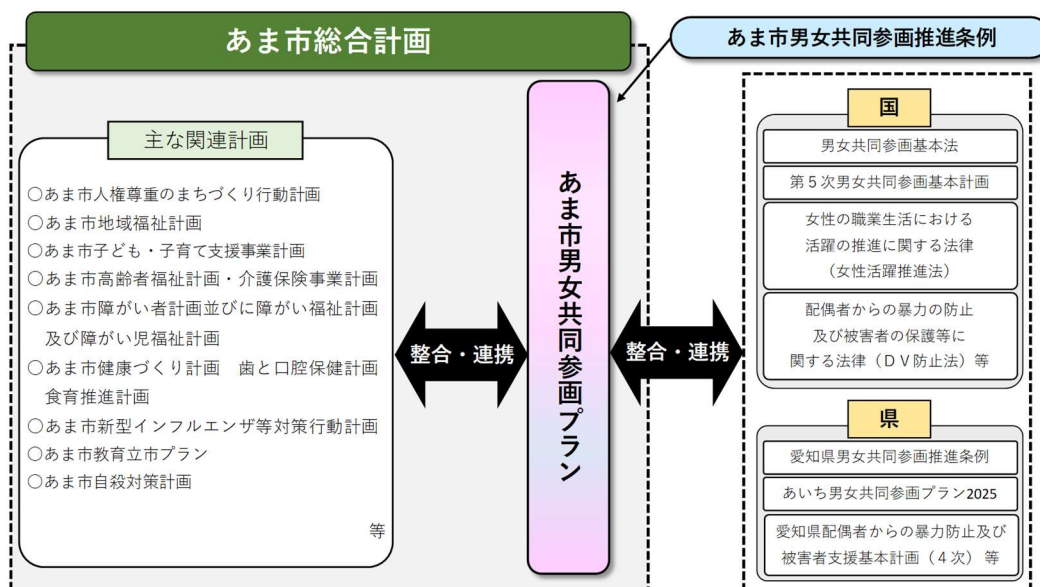 あま市総合計画
あま市男女共同参画推進条例
主な関連計画
○あま市人権尊重のまちづくり行動計画
○あま市地域福祉計画
○あま市子ども・子育て支援事業計画
○あま市高齢者福祉計画・介護保険事業計画
○あま市障がい者計画並びに障がい福祉計画
及び障がい児福祉計画
○あま市健康づくり計画　歯と口腔保健計画
食育推進計画
○あま市新型インフルエンザ等対策行動計画
○あま市教育立市プラン
○あま市自殺対策計画
等
整合・連携
あま市男女共同参画プラン
整合・連携
国
男女共同参画基本法
第５次男女共同参画基本計画
女性の職業生活における
活躍の推進に関する法律
（女性活躍推進法）
配偶者からの暴力の防止
及び被害者の保護等に
関する法律（ＤＶ防止法）等
県
愛知県男女共同参画推進条例
あいち男女共同参画プラン2025
愛知県配偶者からの暴力防止及び
被害者支援基本計画（４次）等